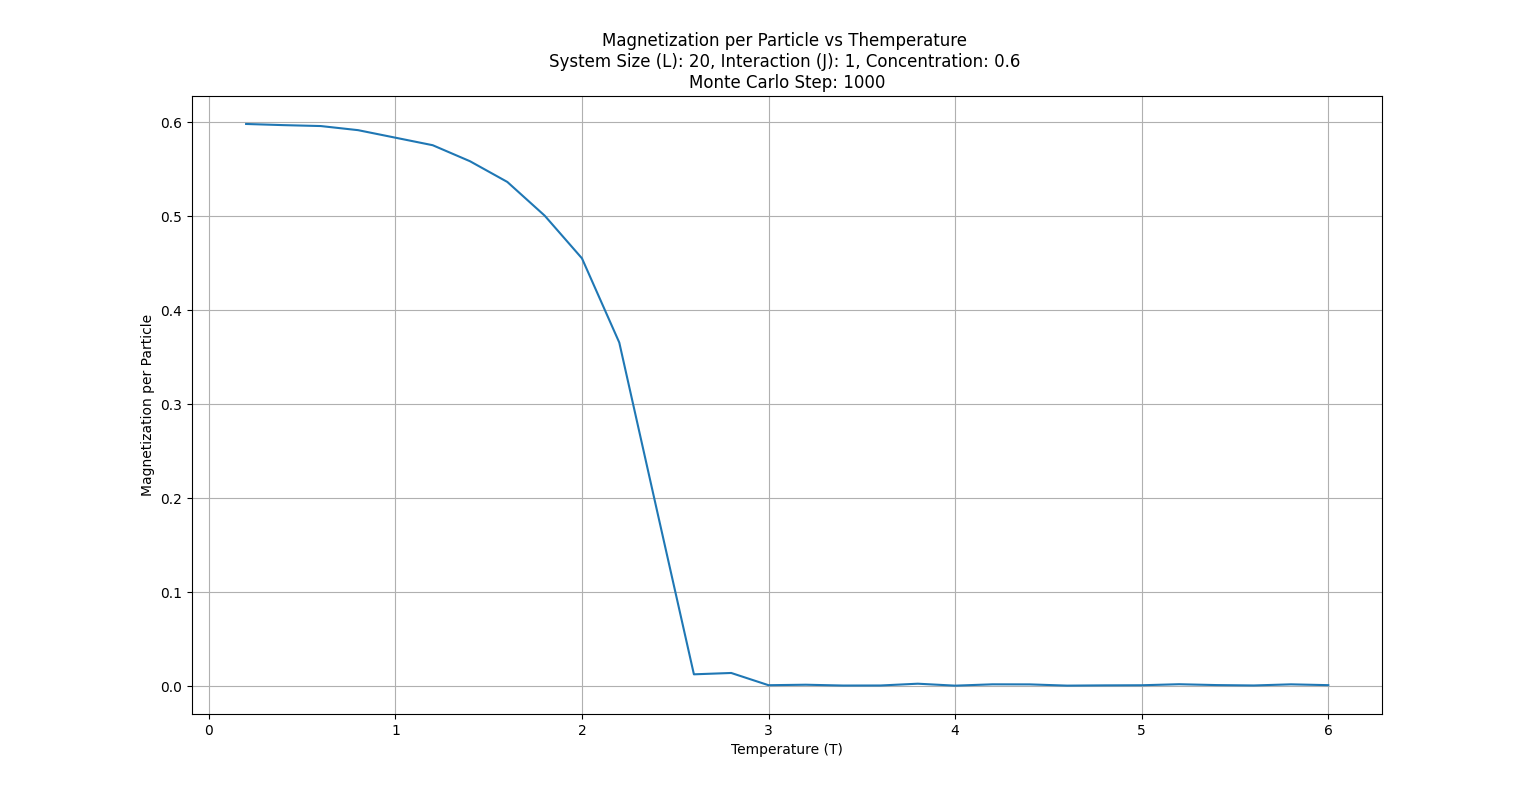 Magnetization per Particle vs Themperature
System Size (L): 20, Interaction (J): 1, Concentration: 0.6
Monte Carlo Step: 1000
0.6
0.5
0.4
0.3
0.2
0.1
0.0
Magnetization per Particle
0 1 2 3 4 5 6
Temperature (T)